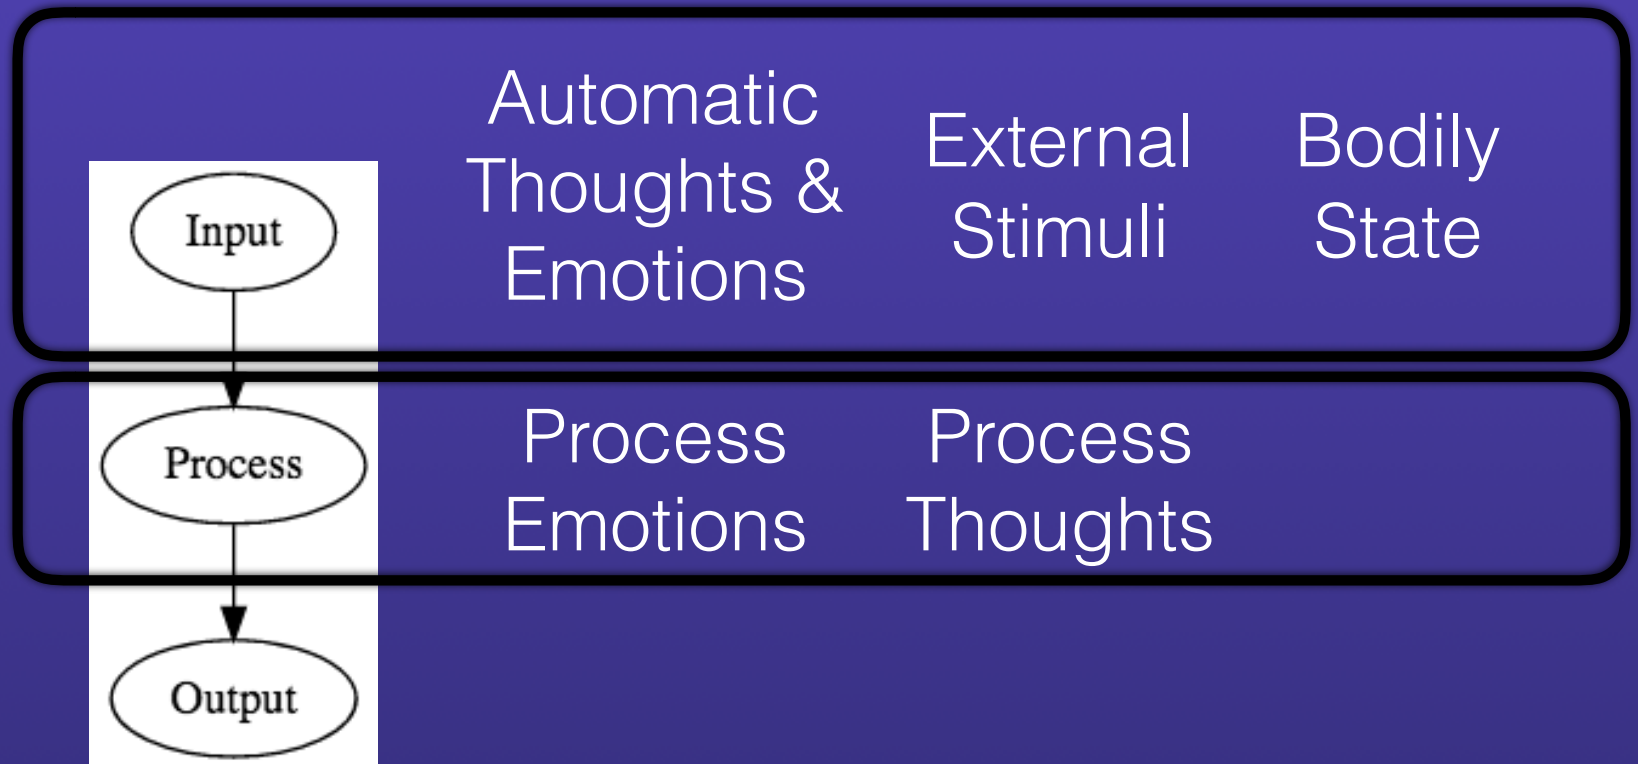 Automatic
Thoughts &
Emotions
External
Stimuli
Bodily
State
Input
Process
Emotions
Process
Thoughts
Process
Output